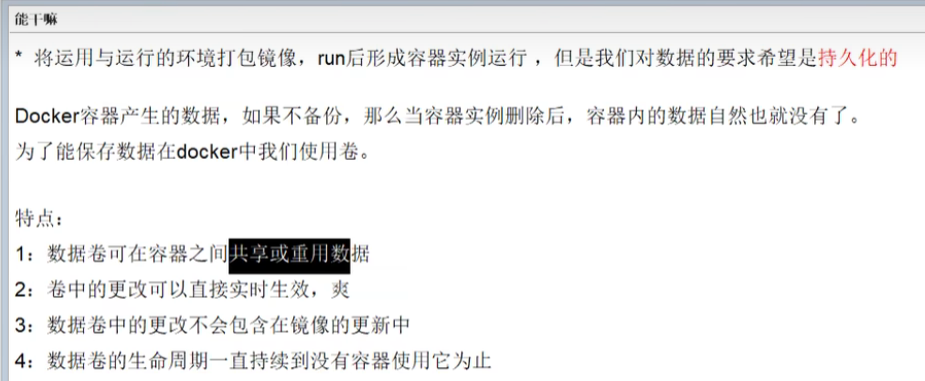 能干嘛
* 将运用与运行的环境打包镜像，run后形成容器实例运行 ，但是我们对数据的要求希望是持久化的
Docker容器产生的数据，如果不备份，那么当容器实例删除后，容器内的数据自然也就没有了。
为了能保存数据在docker中我们使用卷。
特点：
1：数据卷可在容器之间共享或重用数据
2：卷中的更改可以直接实时生效，爽
3：数据卷中的更改不会包含在镜像的更新中
4：数据卷的生命周期一直持续到没有容器使用它为止